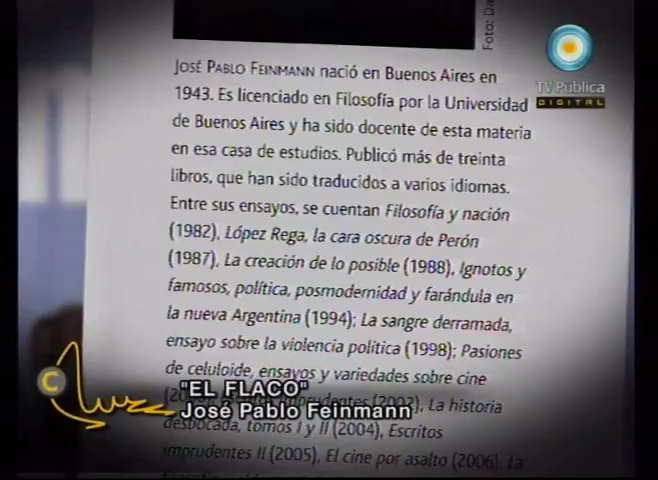 Foto: Da
JOSÉ PABLO FEINMANN nació en Buenos Aires en
1943. Es licenciado en Filosofía por la Universidad
de Buenos Aires y ha sido docente de esta materia
en esa casa de estudios. Publicó más de treinta
libros, que han sido traducidos a varios idiomas.
Entre sus ensayos, se cuentan Filosofía y nación
(1982), López Rega, la cara oscura de Perón
(1987), La creación de lo posible (1988), Ignotos y
famosos, política, posmodernidad y farándula en
la nueva Argentina (1994); La sangre derramada,
ensayo sobre la violencia política (1998); Pasiones
de celuloide, ensayos y variedades sobre cine
(2002), La historia
desbocada, tomos I y II (2004), Escritos
imprudentes II (2005), El cine por asalto (2006), La
TV Pública
DIGITAL
C
"EL FLACO"
José Pablo Feinmann